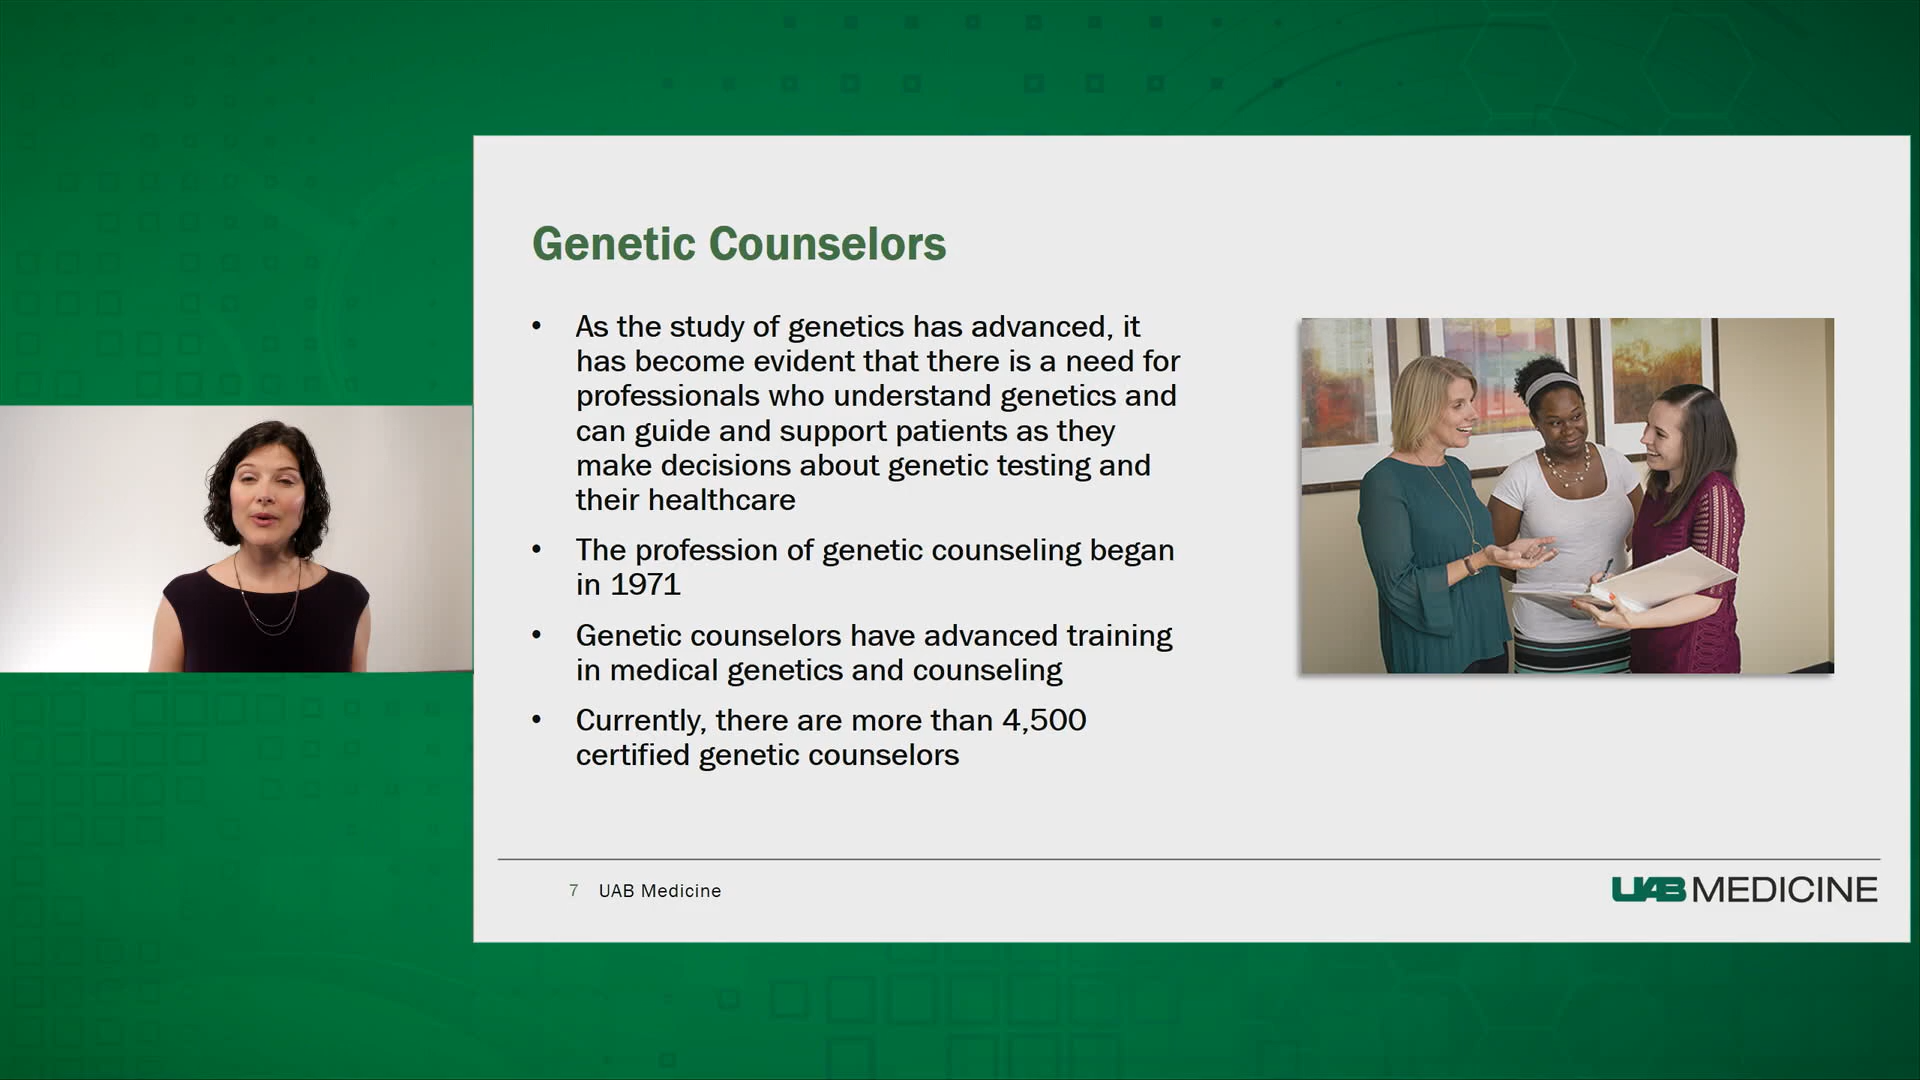 Genetic Counselors
• As the study of genetics has advanced, it
has become evident that there is a need for
professionals who understand genetics and
can guide and support patients as they
make decisions about genetic testing and
their healthcare
• The profession of genetic counseling began
in 1971
• Genetic counselors have advanced training
in medical genetics and counseling
• Currently, there are more than 4,500
certified genetic counselors
7 UAB Medicine
UAB MEDICINE